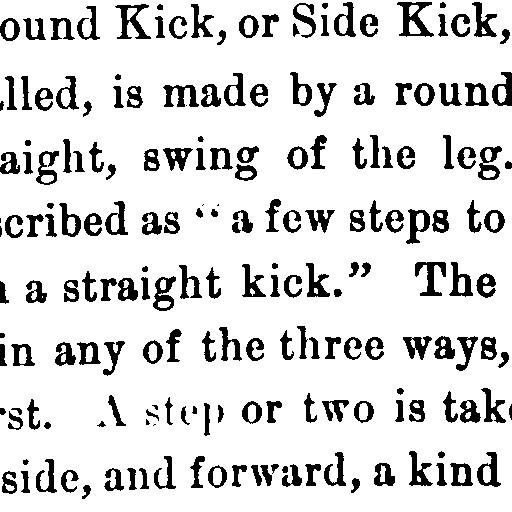 ound Kick, or Side Kick,
lled, is made by a round
aight, swing of the leg.
scribed as “a few steps to
a straight kick.” The
in any of the three ways,
rst. A step or two is take
side, and forward, a kind